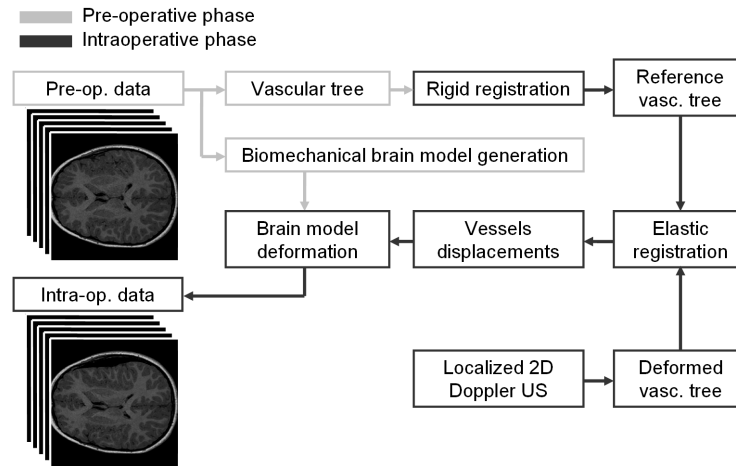 Pre-operative phase
Intraoperative phase
Pre-op. data
Vascular tree
Rigid registration
Reference
vasc. tree
Biomechanical brain model generation
Brain model
deformation
Vessels
displacements
Elastic
registration
Intra-op. data
Localized 2D
Doppler US
Deformed
vasc. tree